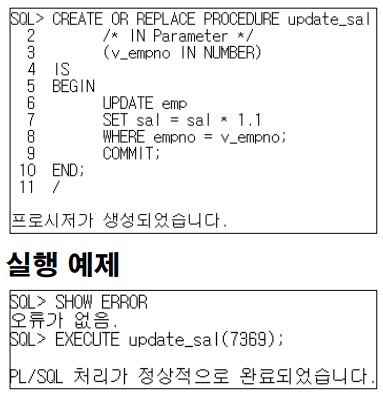 SQL> CREATE OR REPLACE PROCEDURE update_sal
2 /* IN Parameter */
3 (v_empno IN NUMBER)
4 IS
5 BEGIN
6 UPDATE emp
7 SET sal = sal * 1.1
8 WHERE empno = v_empno;
9 COMMIT;
10 END;
11 /
프로시저가 생성되었습니다.
실행 예제
SQL> SHOW ERROR
오류가 없음.
SQL> EXECUTE update_sal(7369);
PL/SQL 처리가 정상적으로 완료되었습니다.